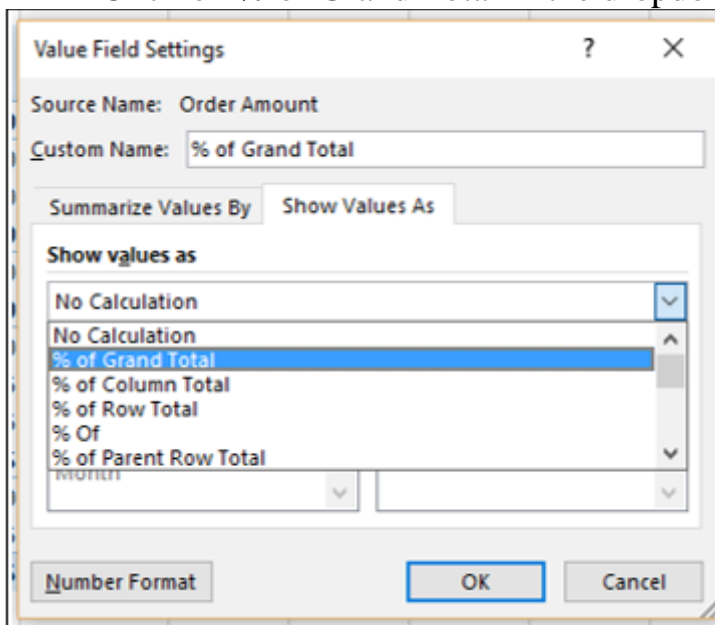 Value Field Settings ? ×
Source Name: Order Amount
Custom Name: % of Grand Total
Summarize Values By Show Values As
Show values as
No Calculation
No Calculation
% of Grand Total
% of Column Total
% of Row Total
% Of
% of Parent Row Total
Month
Number Format OK Cancel